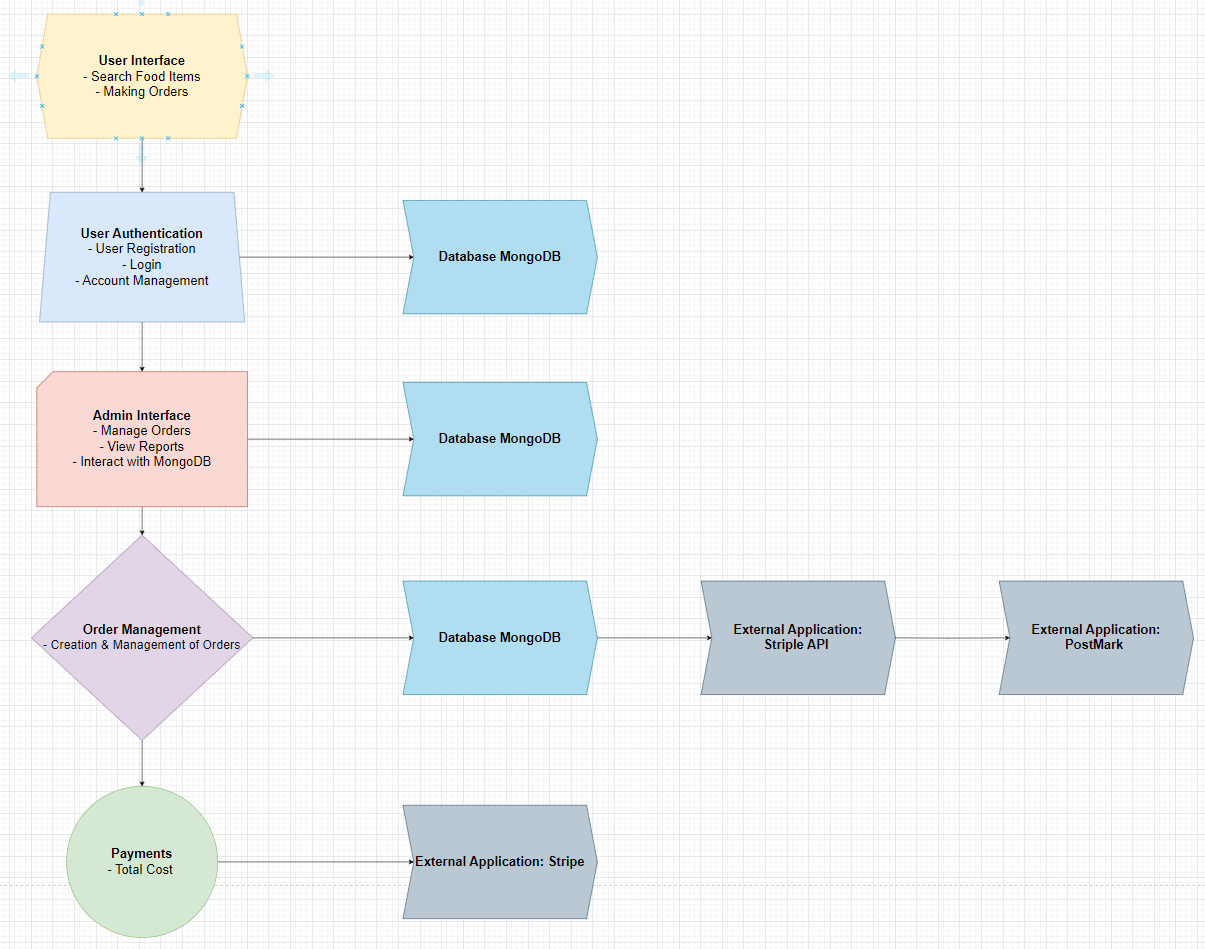 User Interface
- Search Food Items
- Making Orders
User Authentication
- User Registration
- Login
- Account Management
Database MongoDB
Admin Interface
- Manage Orders
- View Reports
- Interact with MongoDB
Database MongoDB
Order Management
- Creation & Management of Orders
Database MongoDB
External Application:
Striple API
External Application:
PostMark
Payments
- Total Cost
External Application: Stripe